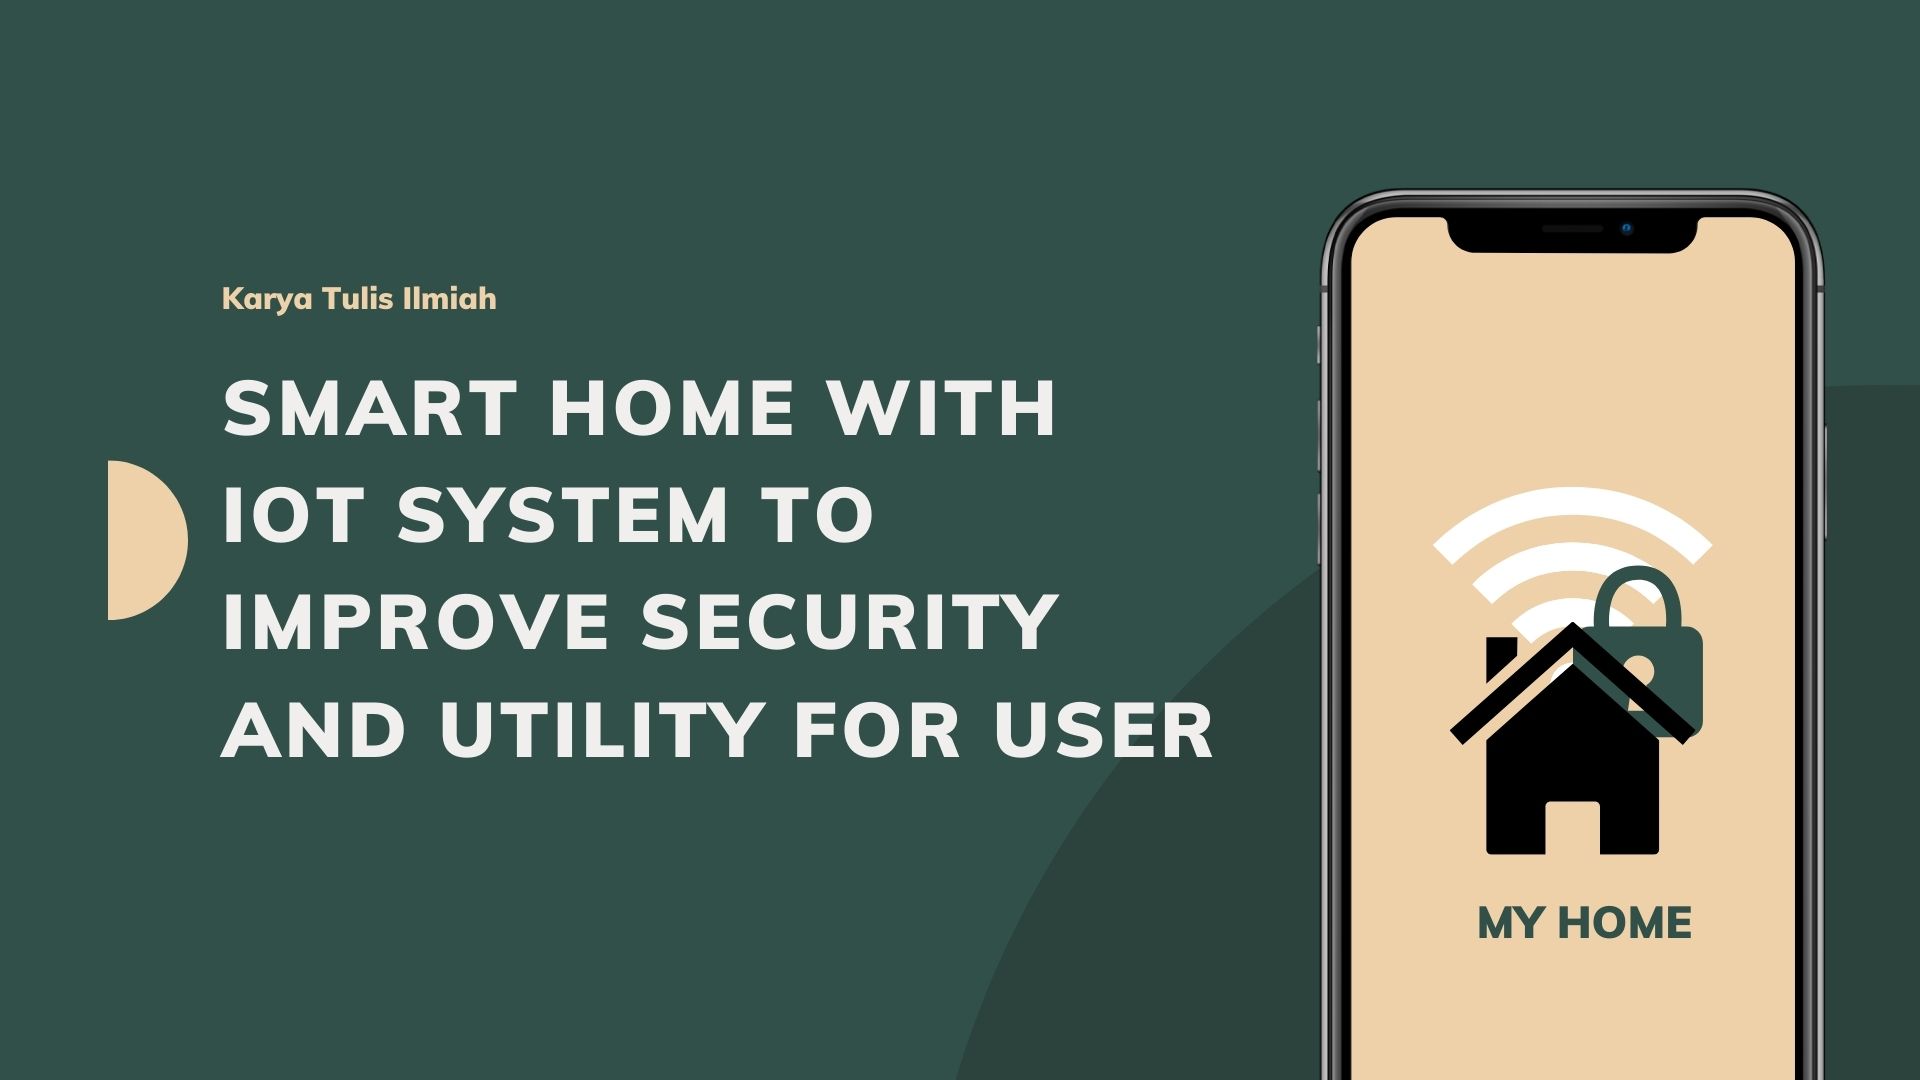 Karya Tulis Ilmiah
SMART HOME WITH
IOT SYSTEM TO
IMPROVE SECURITY
AND UTILITY FOR USER
MY HOME